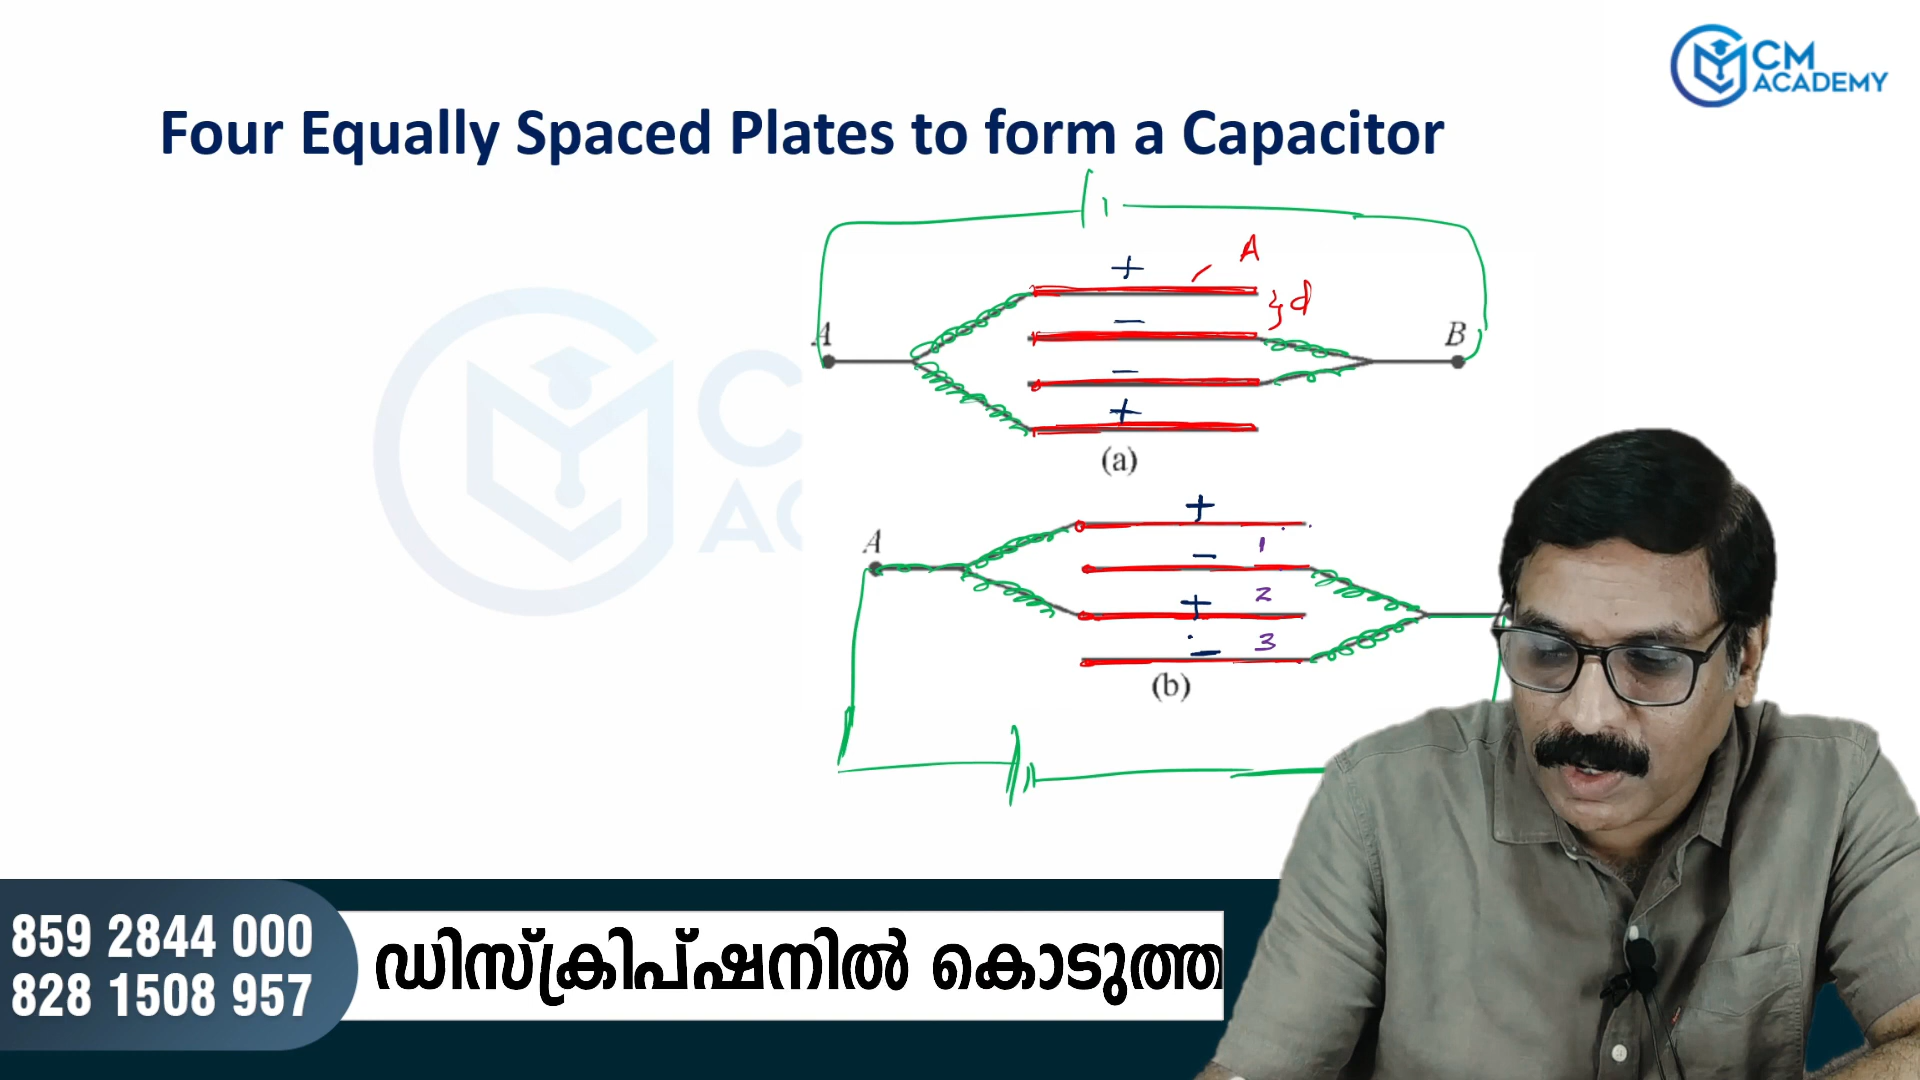 CM
ACADEMY
Four Equally Spaced Plates to form a Capacitor
A
+
d
−
A
B
−
+
(a)
+
A
1
−
2
+
3
−
(b)
859 2844 000
828 1508 957
ഡിസ്ക്രിപ്ഷനിൽ കൊടുത്ത